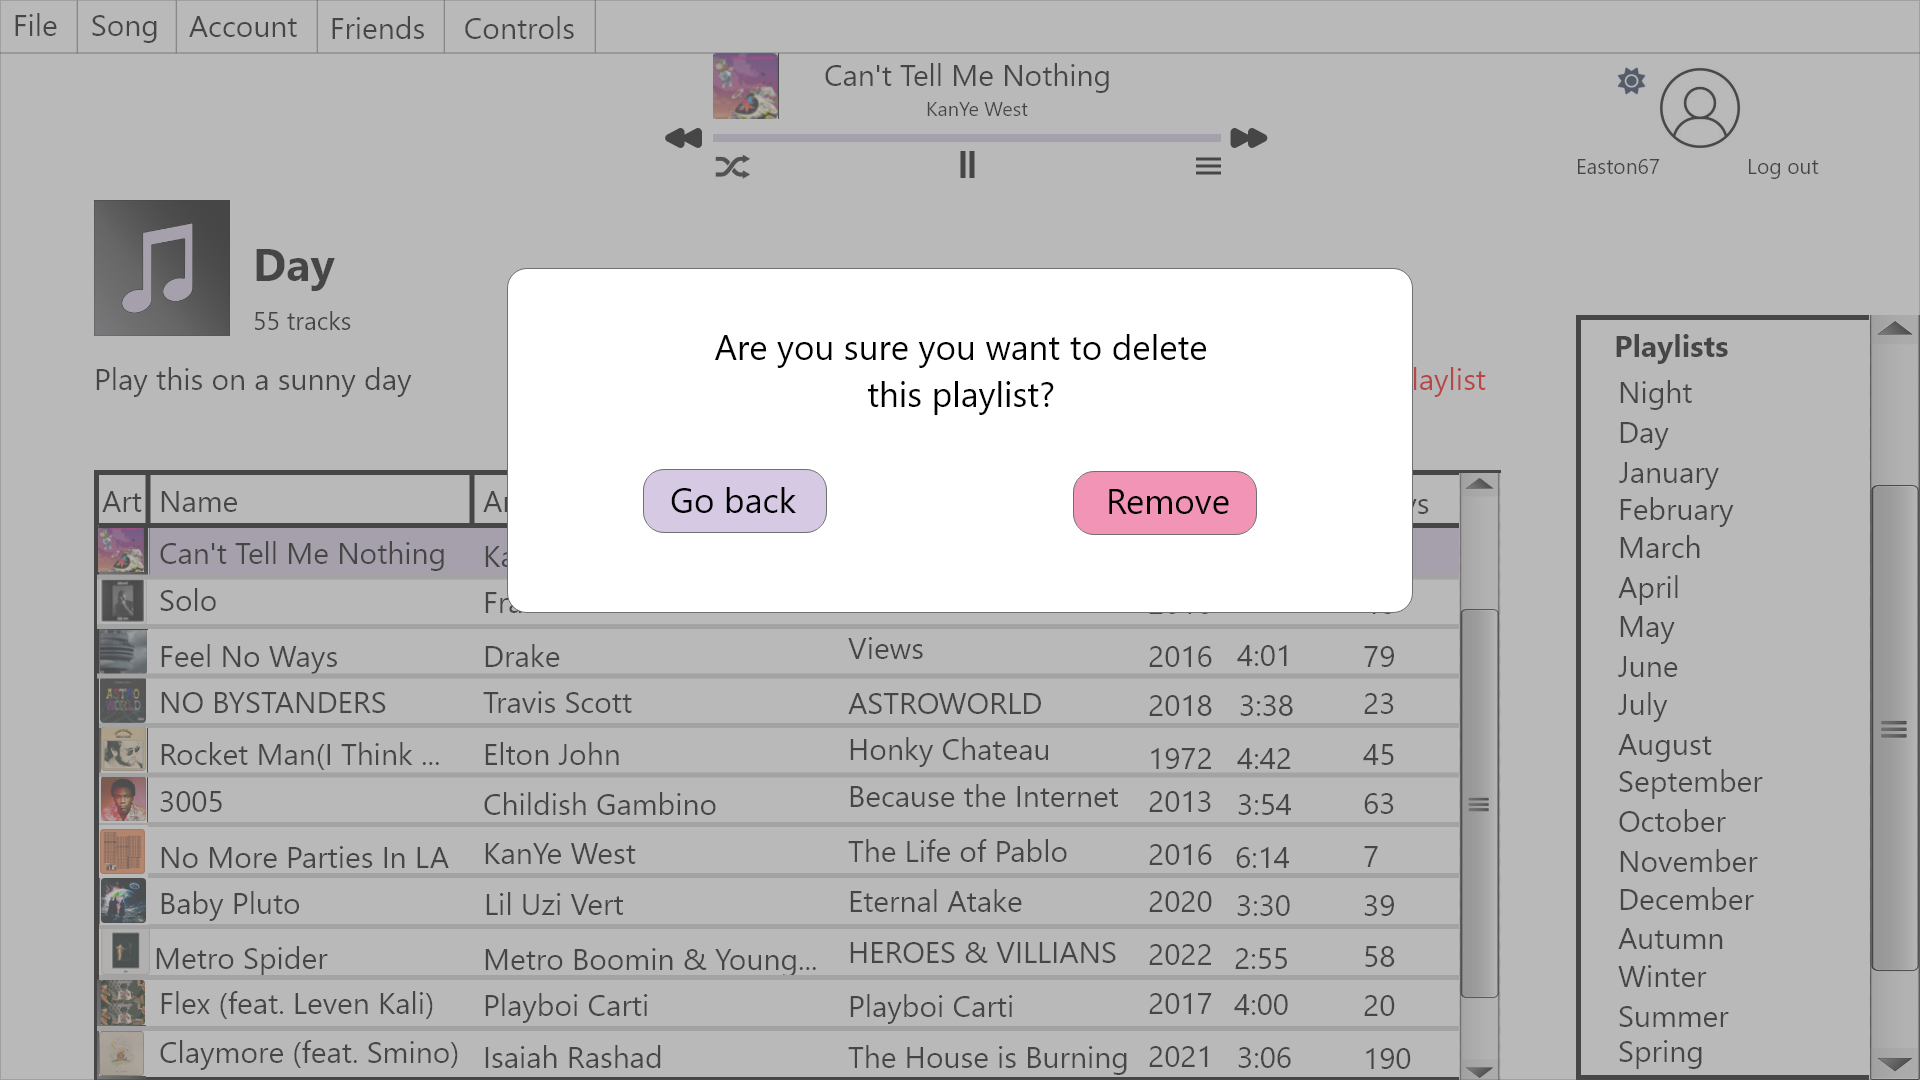 File Song Account Friends Controls
Can't Tell Me Nothing
KanYe West
Easton67 Log out
Day
55 tracks
Play this on a sunny day
laylist
Are you sure you want to delete
this playlist?
Go back Remove
Art Name
Can't Tell Me Nothing
Solo
Feel No Ways Drake Views 2016 4:01 79
NO BYSTANDERS Travis Scott ASTROWORLD 2018 3:38 23
Rocket Man(I Think ... Elton John Honky Chateau 1972 4:42 45
3005 Childish Gambino Because the Internet 2013 3:54 63
No More Parties In LA KanYe West The Life of Pablo 2016 6:14 7
Baby Pluto Lil Uzi Vert Eternal Atake 2020 3:30 39
Metro Spider Metro Boomin & Young... HEROES & VILLIANS 2022 2:55 58
Flex (feat. Leven Kali) Playboi Carti Playboi Carti 2017 4:00 20
Claymore (feat. Smino) Isaiah Rashad The House is Burning 2021 3:06 190
Playlists
Night
Day
January
February
March
April
May
June
July
August
September
October
November
December
Autumn
Winter
Summer
Spring